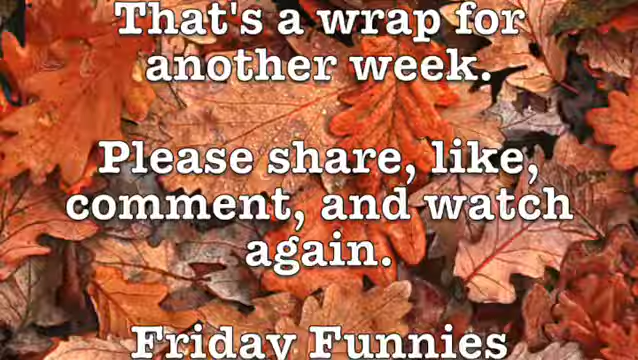 That's a wrap for
another week.
Please share, like,
comment, and watch
again.
Friday Funnies